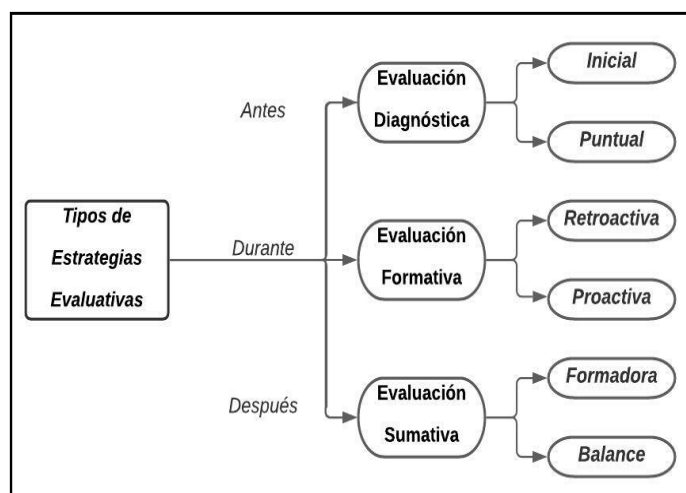 Tipos de
Estrategias
Evaluativas
Antes
Evaluación
Diagnóstica
Inicial
Puntual
Durante
Evaluación
Formativa
Retroactiva
Proactiva
Después
Evaluación
Sumativa
Formadora
Balance